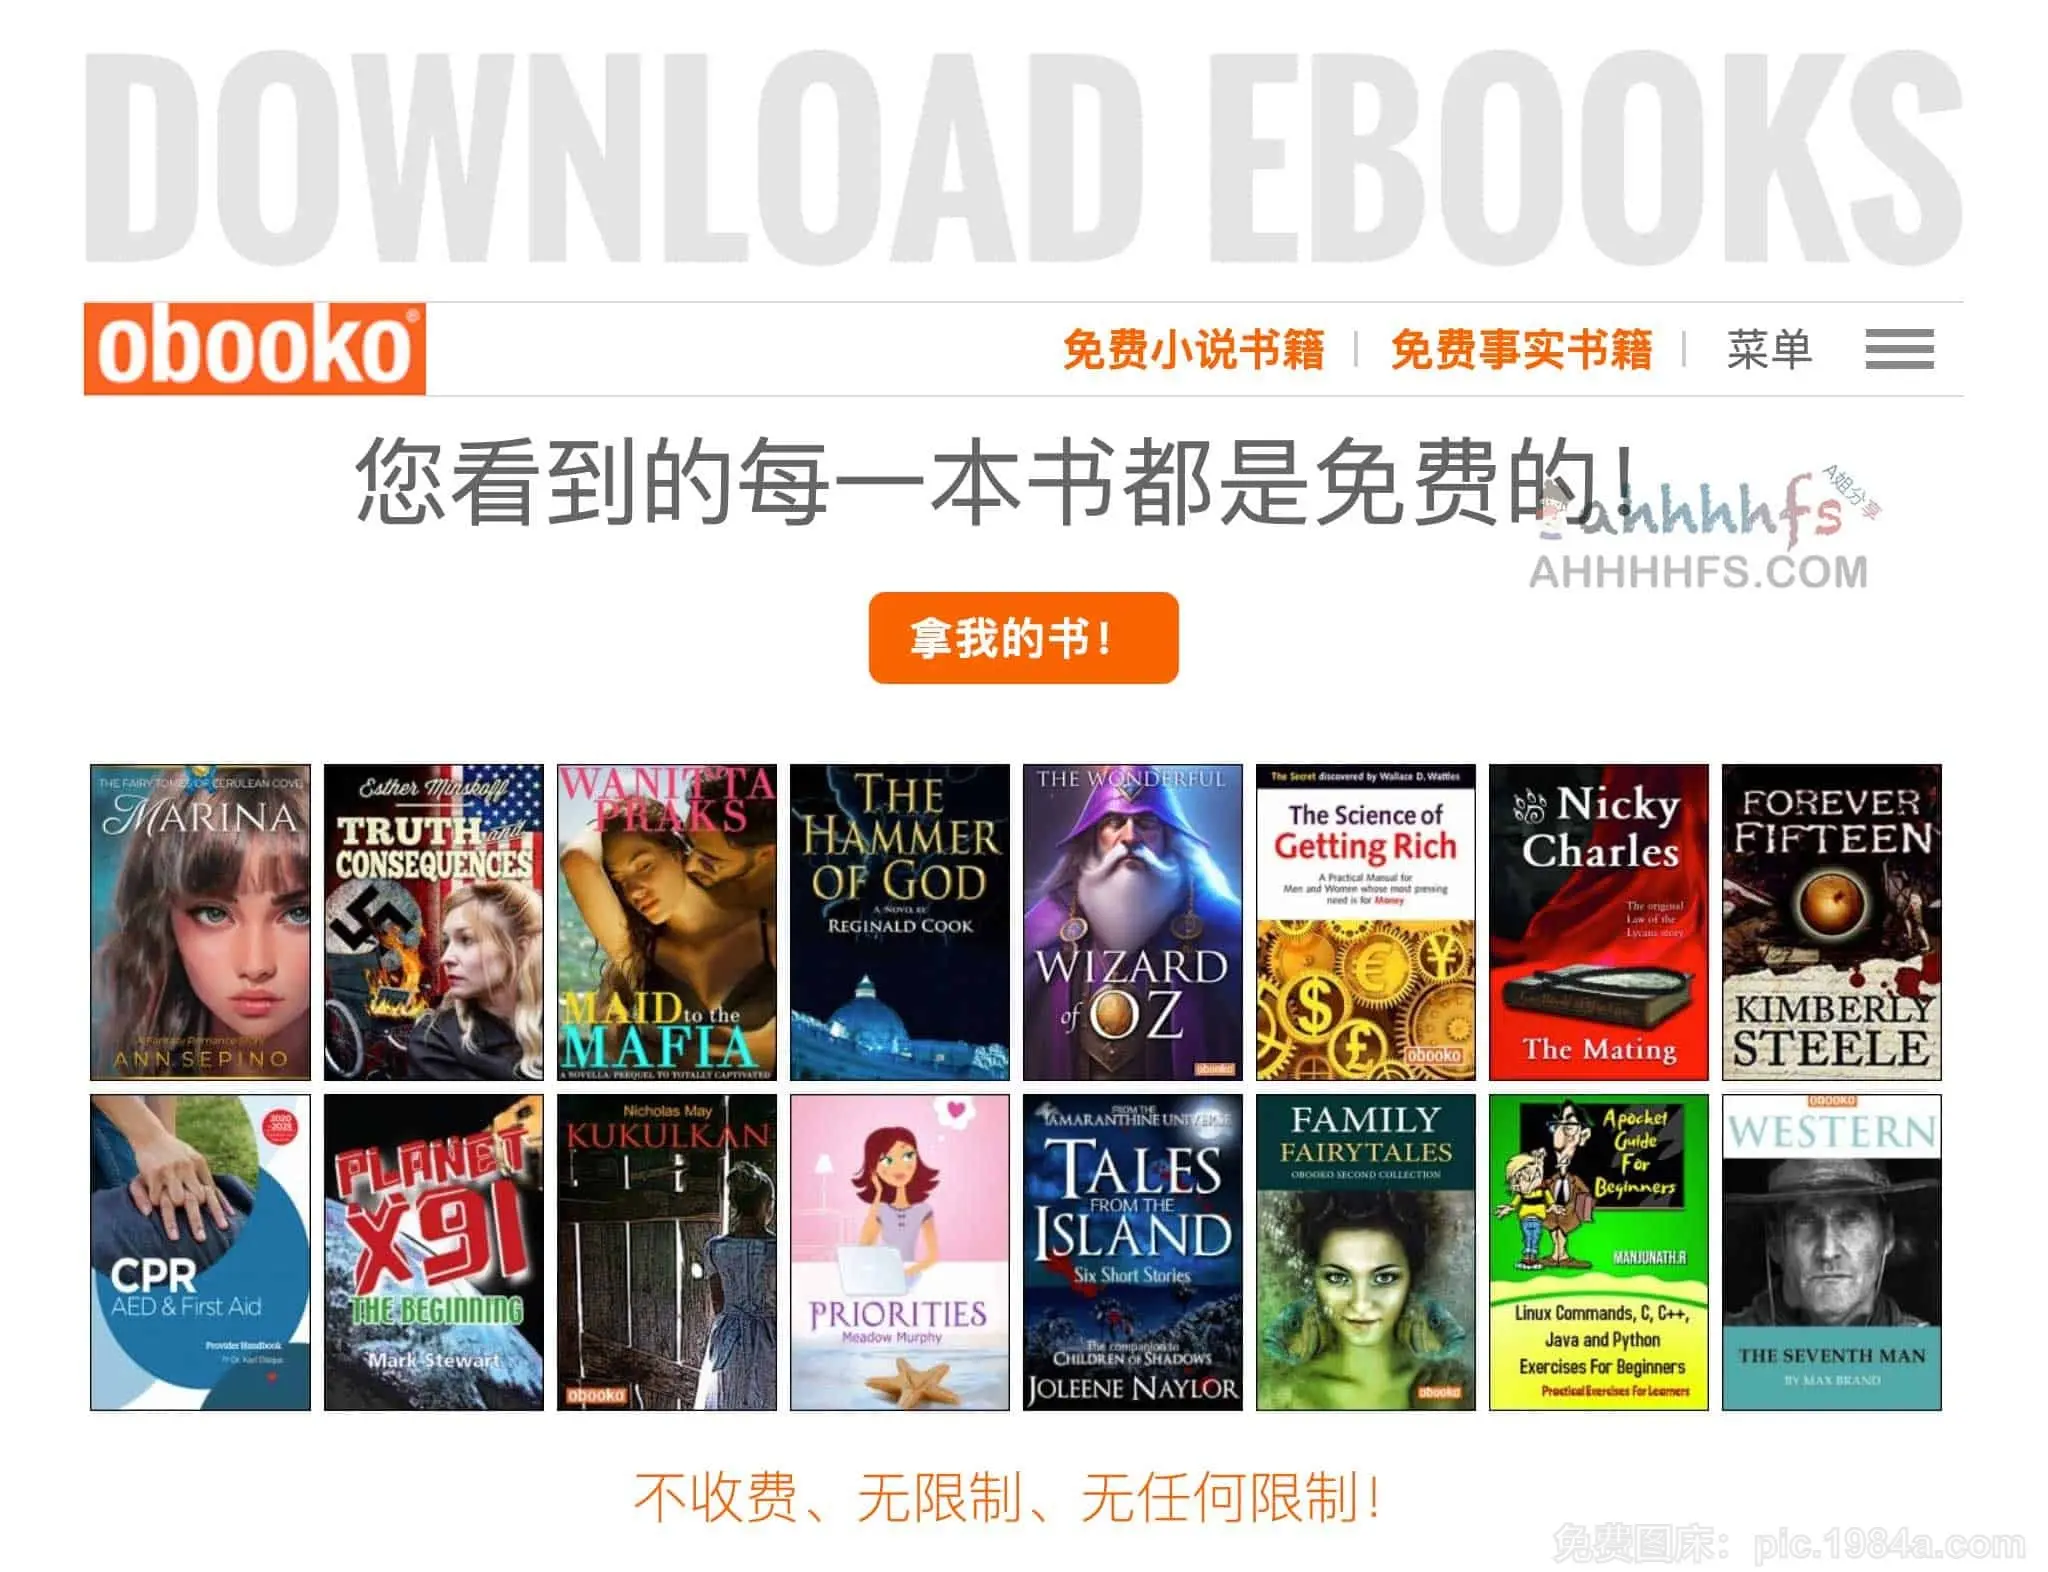 DOWNLOAD EBOOKS
obooko®
免费小说书籍 | 免费事实书籍 | 菜单
您看到的每一本书都是免费的！
ahhhhfs
A姐分享
AHHHHFS.COM
拿我的书！
THE FAIRY TOMES OF CERULEAN COVE
MARINA
A Fantasy Romance Story
ANN SEPINO
Esther Minskoff
TRUTH and
CONSEQUENCES
WANITTA
PRAKS
MAID to the
MAFIA
A NOVELLA: PREQUEL TO TOTALLY CAPTIVATED
THE
HAMMER
OF GOD
A NOVEL BY
REGINALD COOK
THE WONDERFUL
WIZARD
of OZ
obooko
The Secret discovered by Wallace D. Wattles
The Science of
Getting Rich
A Practical Manual for
Men and Women whose most pressing
need is for Money
obooko
Nicky
Charles
The original
Law of the
Lycans story
The Mating
FOREVER
FIFTEEN
KIMBERLY
STEELE
2020
-2025
CPR
AED & First Aid
Provider Handbook
PLANET
X91
THE BEGINNING
Mark Stewart
Nicholas May
KUKULKAN
obooko
PRIORITIES
Meadow Murphy
FROM THE
AMARANTHINE UNIVERSE
TALES
FROM THE
ISLAND
Six Short Stories
The companion to
CHILDREN OF SHADOWS
JOLEENE NAYLOR
FAMILY
FAIRYTALES
OBOOKO SECOND COLLECTION
obooko
A pocket
Guide
For
Beginners
MANJUNATH.R
Linux Commands, C, C++,
Java and Python
Exercises For Beginners
Practical Exercises For Learners
obooko
WESTERN
THE SEVENTH MAN
BY MAX BRAND
不收费、无限制、无任何限制！
免费图床：pic.1984a.com